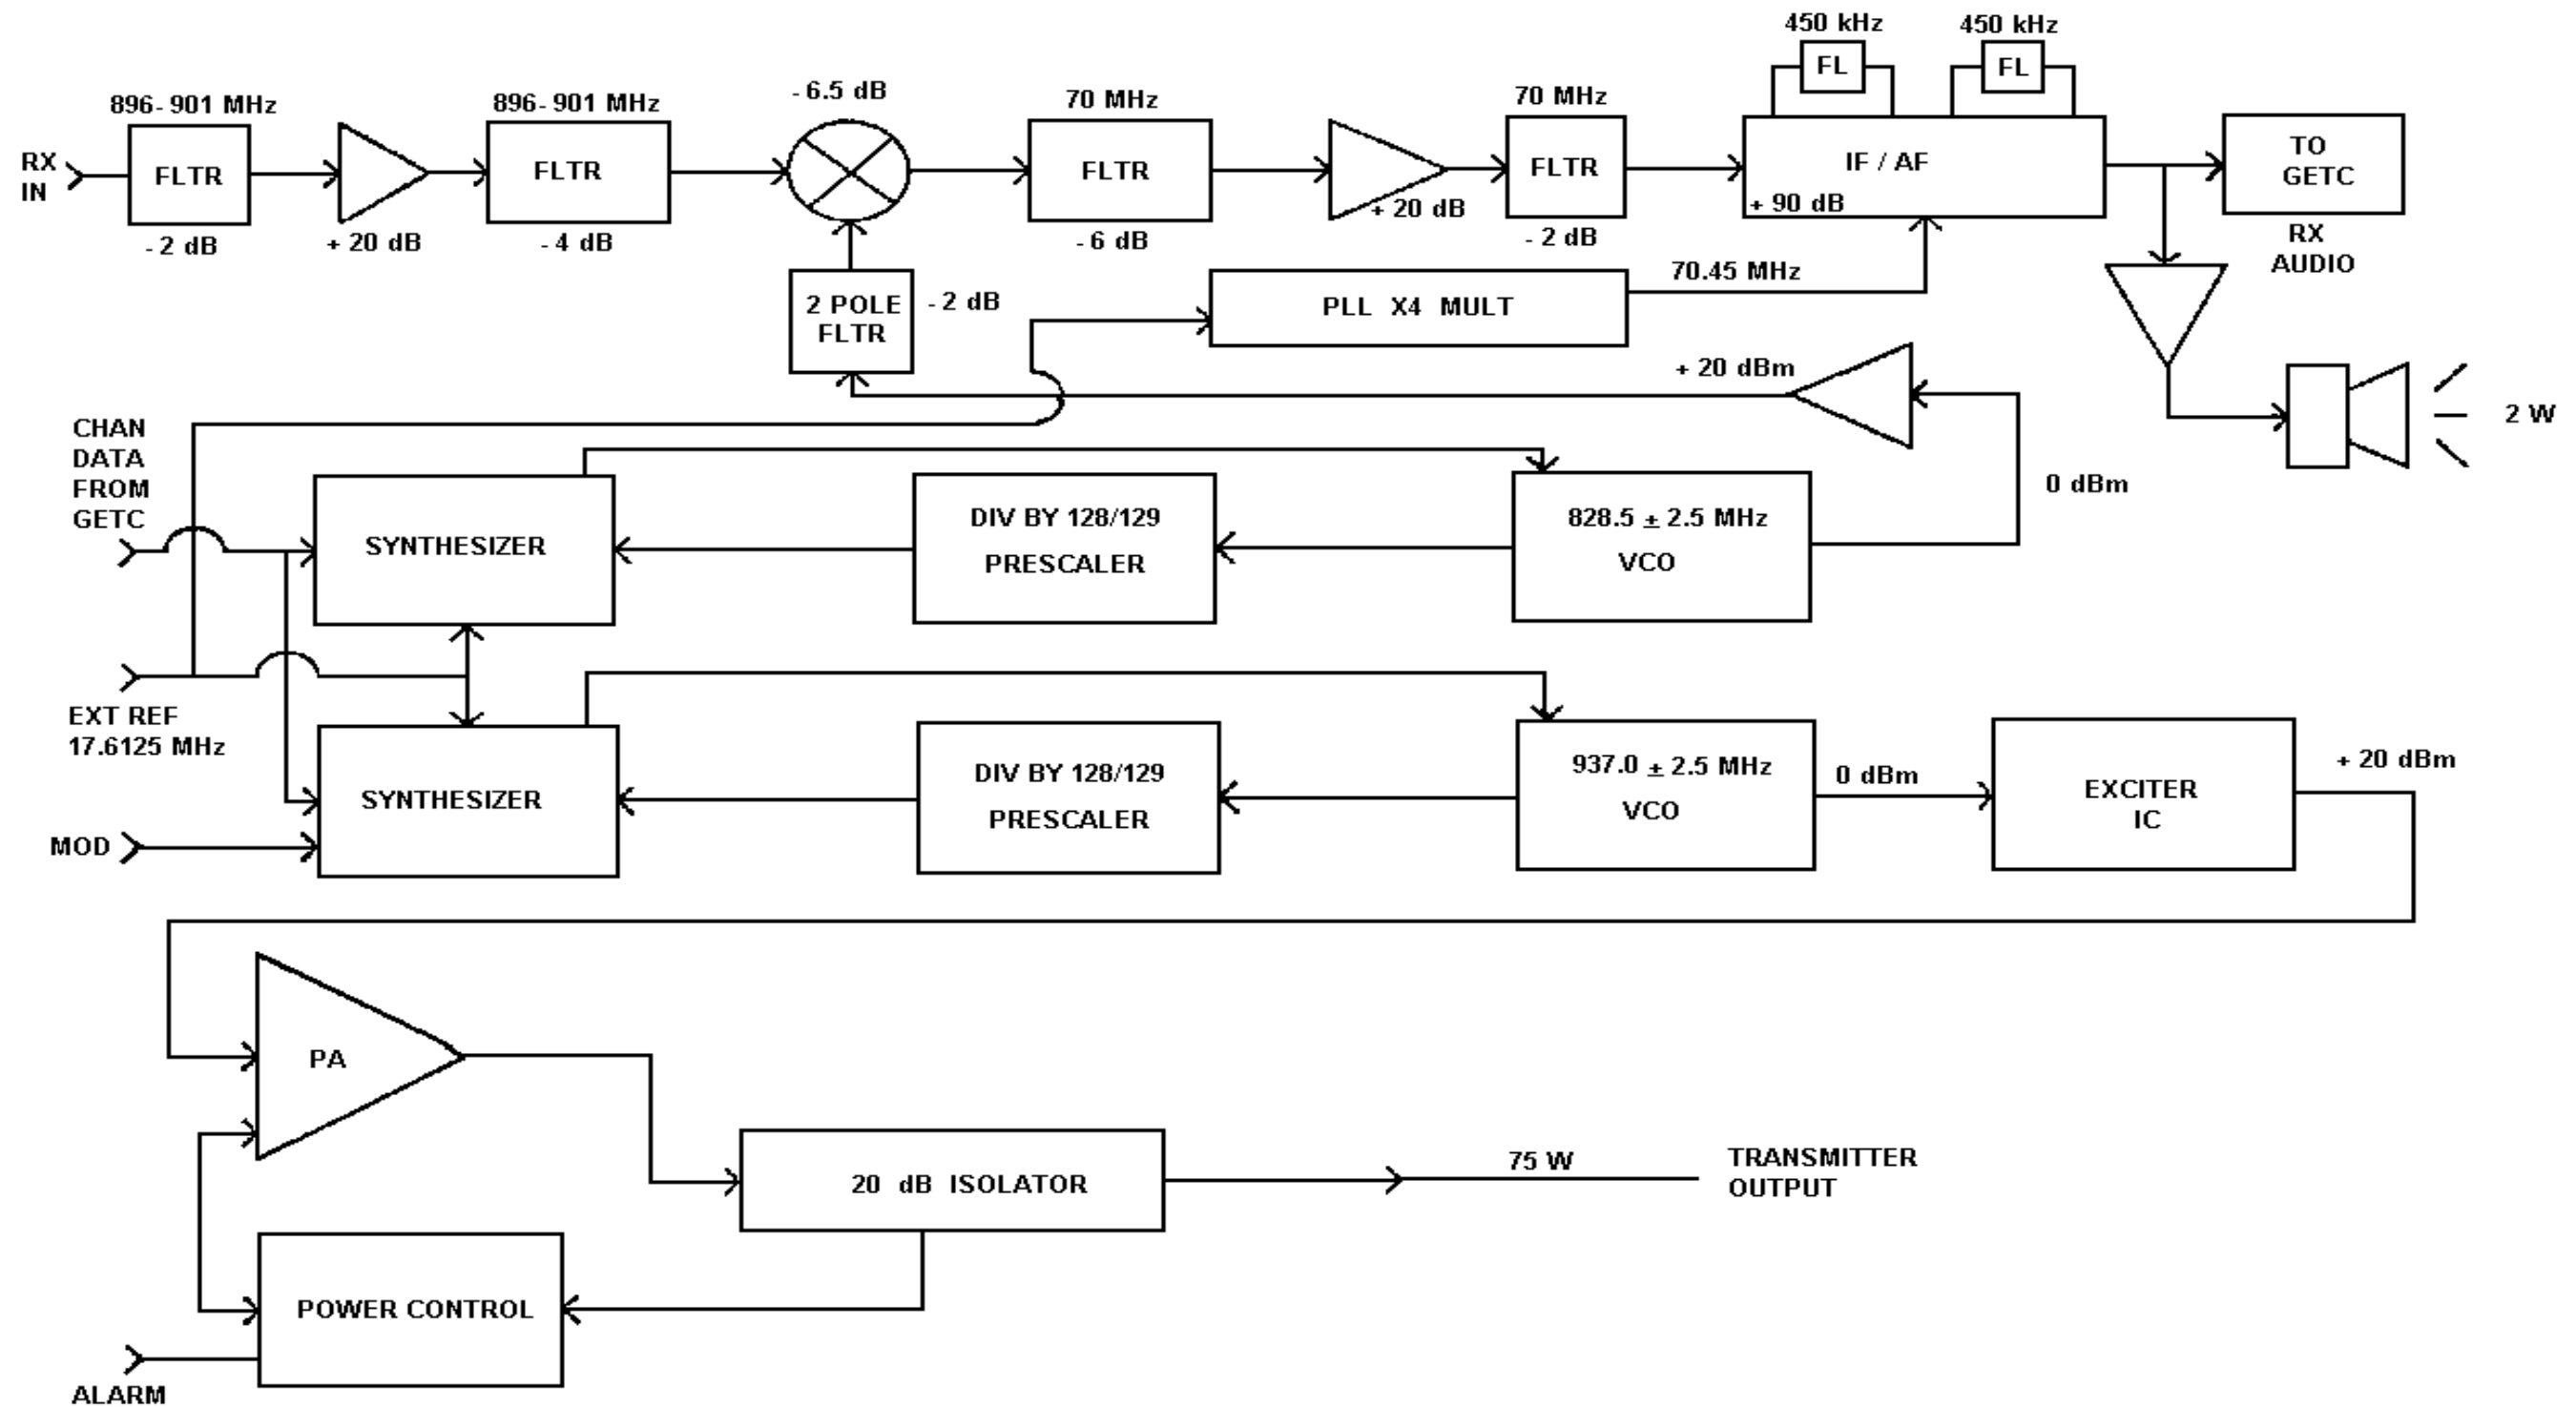 450 kHz
450 kHz
FL
FL
896-901 MHz
896-901 MHz
- 6.5 dB
70 MHz
70 MHz
RX
IN
FLTR
FLTR
FLTR
FLTR
IF / AF
TO
GETC
- 2 dB
+ 20 dB
- 4 dB
- 6 dB
+ 20 dB
- 2 dB
+ 90 dB
RX
AUDIO
2 POLE
FLTR
- 2 dB
PLL X4 MULT
70.45 MHz
+ 20 dBm
2 W
CHAN
DATA
FROM
GETC
0 dBm
SYNTHESIZER
DIV BY 128/129
PRESCALER
828.5 ± 2.5 MHz
VCO
EXT REF
17.6125 MHz
SYNTHESIZER
DIV BY 128/129
PRESCALER
937.0 ± 2.5 MHz
VCO
0 dBm
EXCITER
IC
+ 20 dBm
MOD
PA
20 dB ISOLATOR
75 W
TRANSMITTER
OUTPUT
POWER CONTROL
ALARM